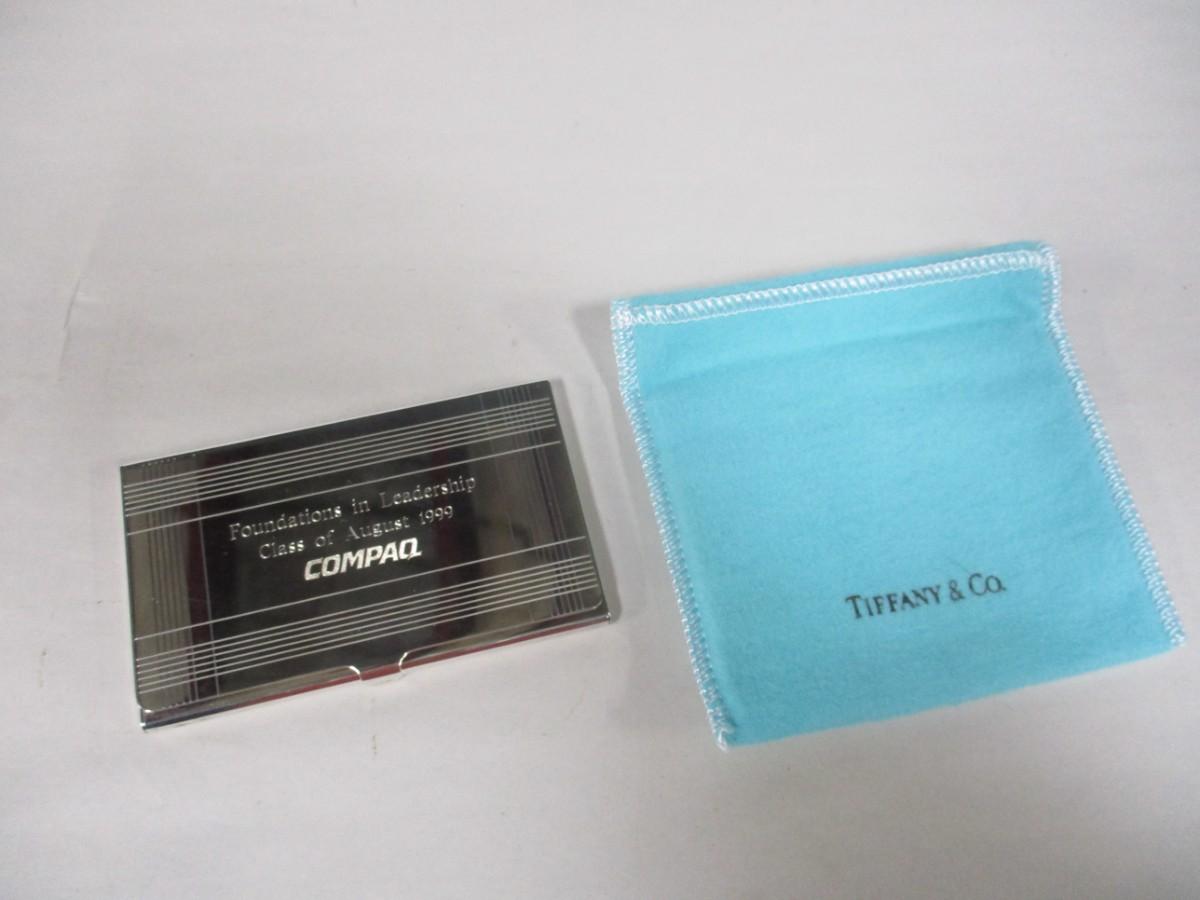 Foundations in Leadership
Class of August 1999
COMPAQ
TIFFANY & CO.